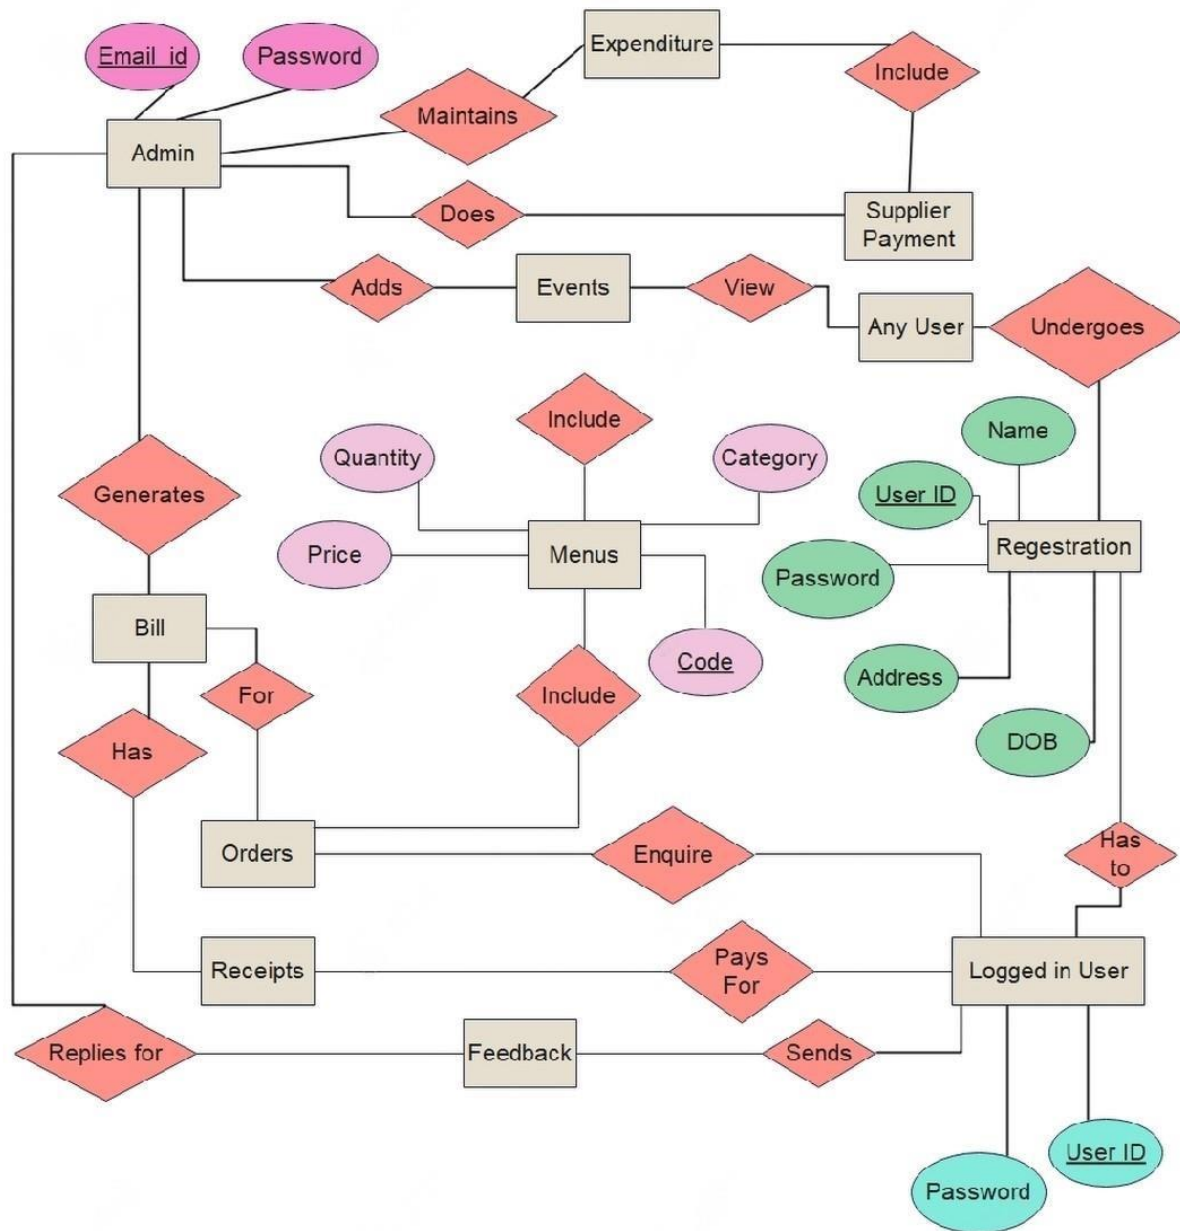 Email_id
Password
Expenditure
Include
Maintains
Admin
Does
Supplier
Payment
Adds
Events
View
Any User
Undergoes
Include
Name
Quantity
Category
User ID
Generates
Price
Menus
Regestration
Password
Bill
Code
Address
For
Include
DOB
Has
Orders
Enquire
Has
to
Receipts
Pays
For
Logged in User
Replies for
Feedback
Sends
User ID
Password